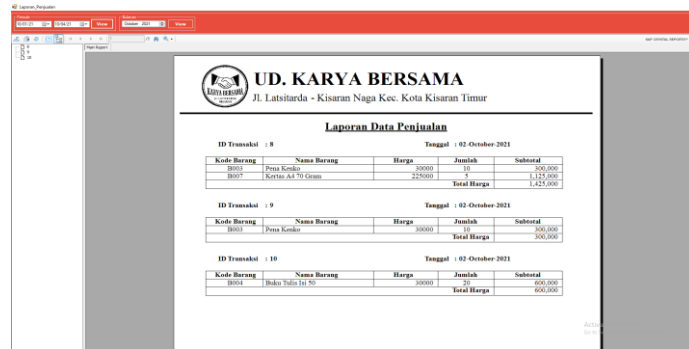 Laporan_Penjualan
View
October 2021
View
Main Report
UD. KARYA BERSAMA
Jl. Latsitarda - Kisaran Naga Kec. Kota Kisaran Timur
KARYA BERSAMA
Laporan Data Penjualan
ID Transaksi : 8 Tanggal : 02-October-2021
Kode Barang Nama Barang Harga Jumlah Subtotal
B003 Pena Kenko 30000 10 300,000
B007 Kertas A4 70 Gram 225000 5 1,125,000
Total Harga 1,425,000
ID Transaksi : 9 Tanggal : 02-October-2021
Kode Barang Nama Barang Harga Jumlah Subtotal
B003 Pena Kenko 30000 10 300,000
Total Harga 300,000
ID Transaksi : 10 Tanggal : 02-October-2021
Kode Barang Nama Barang Harga Jumlah Subtotal
B004 Buku Tulis Isi 50 30000 20 600,000
Total Harga 600,000